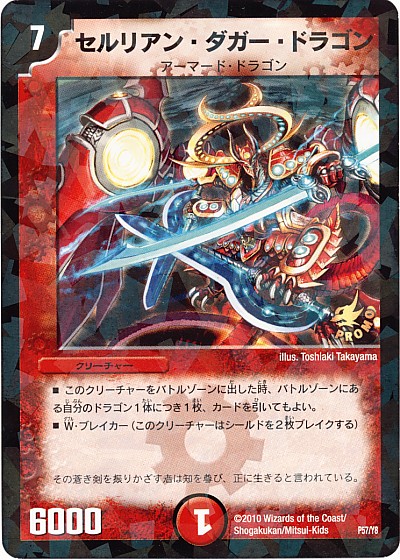 7
セルリアン・ダガー・ドラゴン
アーマード・ドラゴン
PROMO
illus. Toshiaki Takayama
クリーチャー
■ このクリーチャーをバトルゾーンに出した時、バトルゾーンにあ
る自分のドラゴン1体につき1枚、カードを引いてもよい。
■ W・ブレイカー (このクリーチャーはシールドを2枚ブレイクする)
その蒼き剣を振りかざす者は知を尊び、正に生きると言われている。
6000
1
©2010 Wizards of the Coast/
Shogakukan/Mitsui-Kids
P57/Y8